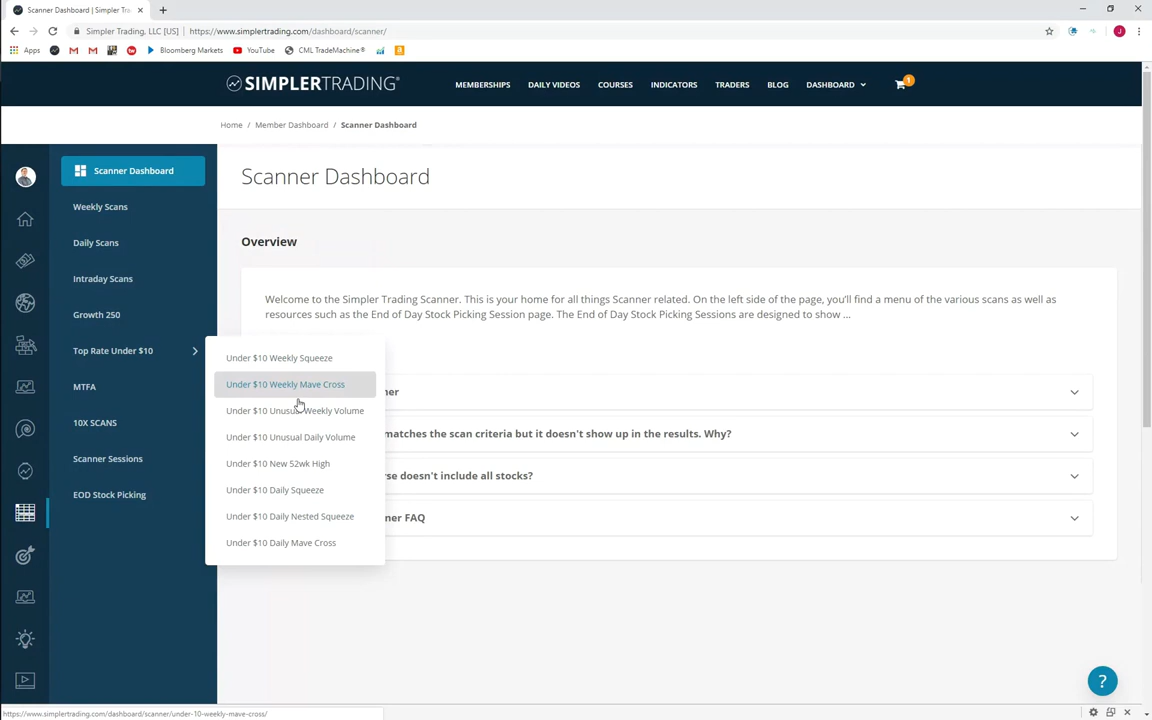 Scanner Dashboard | Simpler Tra
Simpler Trading, LLC [US] | https://www.simplertrading.com/dashboard/scanner/
J
Apps
Bloomberg Markets
YouTube
CML TradeMachine®
SIMPLERTRADING®
MEMBERSHIPS
DAILY VIDEOS
COURSES
INDICATORS
TRADERS
BLOG
DASHBOARD
1
Home / Member Dashboard / Scanner Dashboard
Scanner Dashboard
Weekly Scans
Daily Scans
Intraday Scans
Growth 250
Top Rate Under $10
MTFA
10X SCANS
Scanner Sessions
EOD Stock Picking
Under $10 Weekly Squeeze
Under $10 Weekly Mave Cross
Under $10 Unusual Weekly Volume
Under $10 Unusual Daily Volume
Under $10 New 52wk High
Under $10 Daily Squeeze
Under $10 Daily Nested Squeeze
Under $10 Daily Mave Cross
Scanner Dashboard
Overview
Welcome to the Simpler Trading Scanner. This is your home for all things Scanner related. On the left side of the page, you'll find a menu of the various scans as well as
resources such as the End of Day Stock Picking Session page. The End of Day Stock Picking Sessions are designed to show ...
ner
matches the scan criteria but it doesn't show up in the results. Why?
rse doesn't include all stocks?
ner FAQ
?
https://www.simplertrading.com/dashboard/scanner/under-10-weekly-mave-cross/